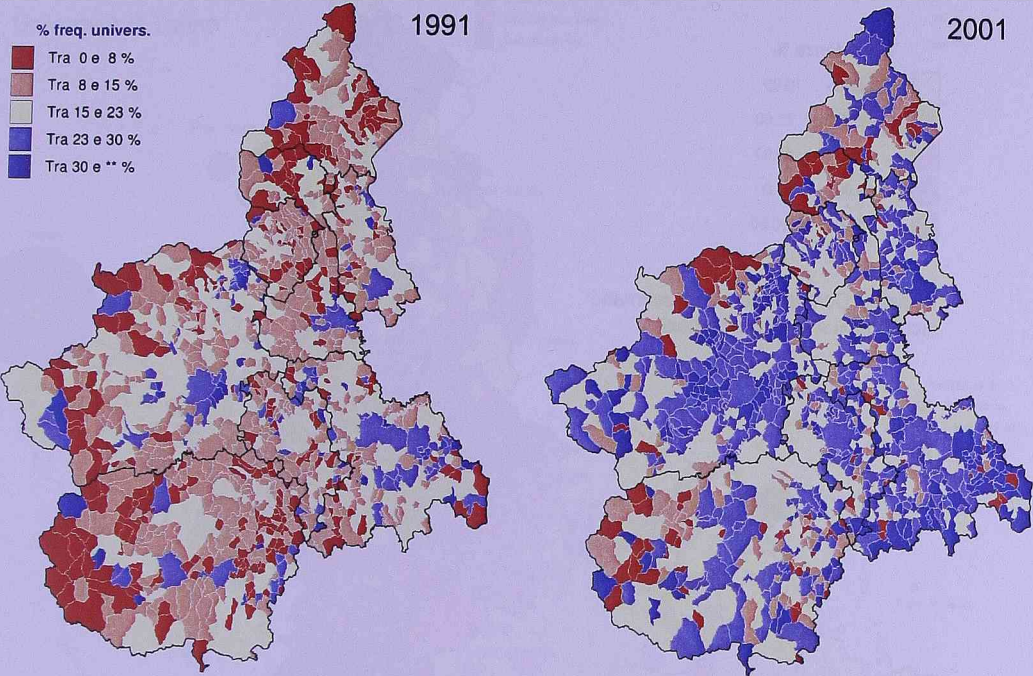 % freq. univers.
Tra 0 e 8 %
Tra 8 e 15 %
Tra 15 e 23 %
Tra 23 e 30 %
Tra 30 e ** %
1991
2001